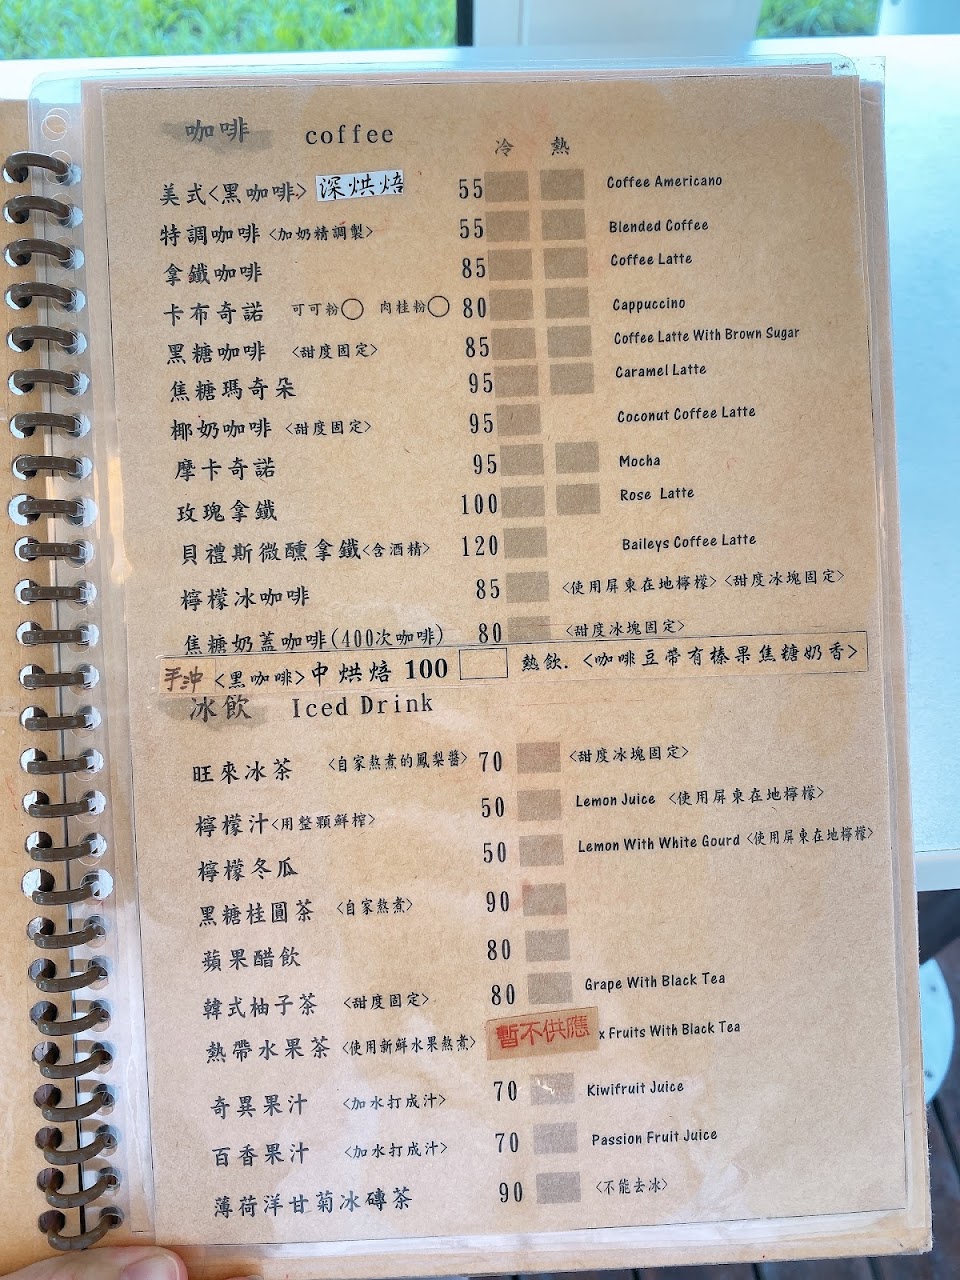 咖啡 coffee
冷 熱
美式<黑咖啡> 深烘焙 55 Coffee Americano
特調咖啡 <加奶精調製> 55 Blended Coffee
拿鐵咖啡 85 Coffee Latte
卡布奇諾 可可粉○ 肉桂粉○ 80 Cappuccino
黑糖咖啡 <甜度固定> 85 Coffee Latte With Brown Sugar
焦糖瑪奇朵 95 Caramel Latte
椰奶咖啡 <甜度固定> 95 Coconut Coffee Latte
摩卡奇諾 95 Mocha
玫瑰拿鐵 100 Rose Latte
貝禮斯微醺拿鐵<含酒精> 120 Baileys Coffee Latte
檸檬冰咖啡 85 <使用屏東在地檸檬> <甜度冰塊固定>
焦糖奶蓋咖啡(400次咖啡) 80 <甜度冰塊固定>
手沖 <黑咖啡> 中烘焙 100 熱飲. <咖啡豆帶有榛果焦糖奶香>
冰飲 Iced Drink
旺來冰茶 <自家熬煮的鳳梨醬> 70 <甜度冰塊固定>
檸檬汁<用整顆鮮榨> 50 Lemon Juice <使用屏東在地檸檬>
檸檬冬瓜 50 Lemon With White Gourd <使用屏東在地檸檬>
黑糖桂圓茶 <自家熬煮> 90
蘋果醋飲 80
韓式柚子茶 <甜度固定> 80 Grape With Black Tea
熱帶水果茶 <使用新鮮水果熬煮> 暫不供應 x Fruits With Black Tea
奇異果汁 <加水打成汁> 70 Kiwifruit Juice
百香果汁 <加水打成汁> 70 Passion Fruit Juice
薄荷洋甘菊冰磚茶 90 <不能去冰>